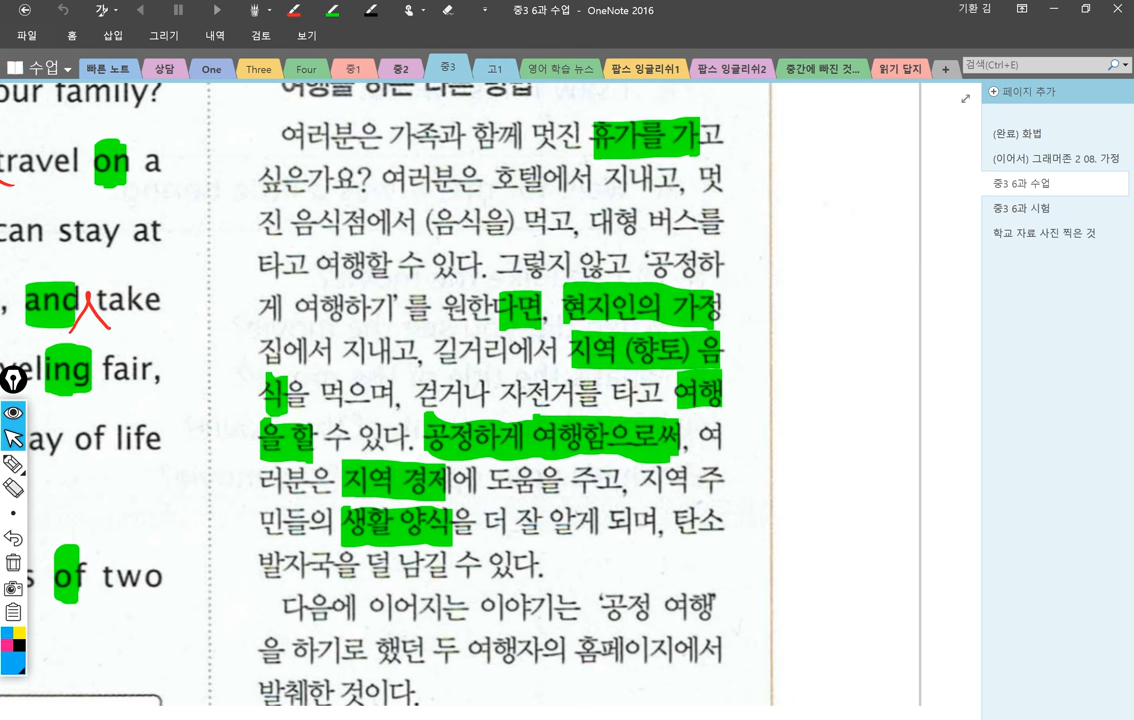 중3 6과 수업 - OneNote 2016
기환 김
파일 홈 삽입 그리기 내역 검토 보기
수업 빠른 노트 상담 One Three Four 중1 중2 중3 고1 영어 학습 뉴스 팝스 잉글리쉬1 팝스 잉글리쉬2 중간에 빠진 것... 읽기 답지 +
검색(Ctrl+E)
페이지 추가
(완료) 화법
(이어서) 그래머존 2 08. 가정
중3 6과 수업
중3 6과 시험
학교 자료 사진 찍은 것
our family?
travel on a
can stay at
, and take
veling fair,
ay of life
s of two
여행을 하는 다른 방법
여러분은 가족과 함께 멋진 휴가를 가고
싶은가요? 여러분은 호텔에서 지내고, 멋
진 음식점에서 (음식을) 먹고, 대형 버스를
타고 여행할 수 있다. 그렇지 않고 ‘공정하
게 여행하기’를 원한다면, 현지인의 가정
집에서 지내고, 길거리에서 지역 (향토) 음
식을 먹으며, 걷거나 자전거를 타고 여행
을 할 수 있다. 공정하게 여행함으로써, 여
러분은 지역 경제에 도움을 주고, 지역 주
민들의 생활 양식을 더 잘 알게 되며, 탄소
발자국을 덜 남길 수 있다.
다음에 이어지는 이야기는 ‘공정 여행’
을 하기로 했던 두 여행자의 홈페이지에서
발췌한 것이다.